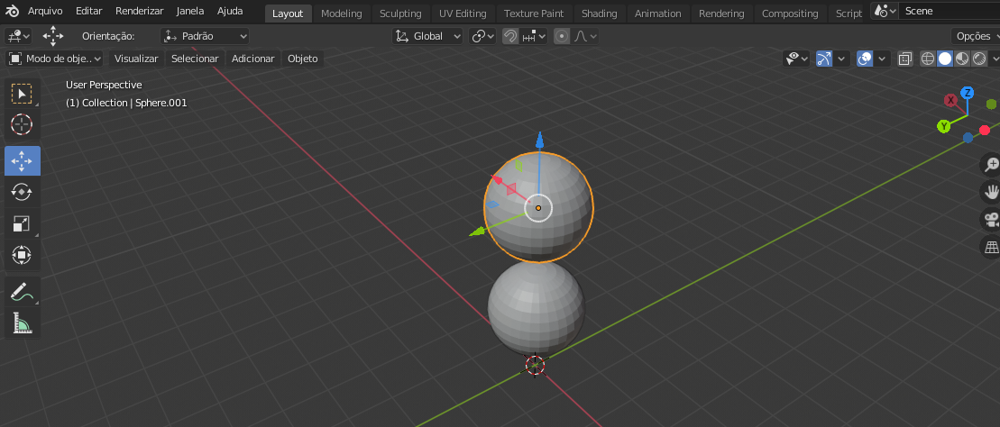 Arquivo Editar Renderizar Janela Ajuda Layout Modeling Sculpting UV Editing Texture Paint Shading Animation Rendering Compositing Script Scene
Orientação: Padrão Global Opções
Modo de obje.. Visualizar Selecionar Adicionar Objeto
User Perspective
(1) Collection | Sphere.001
Z
X
Y